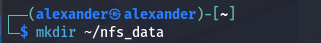 ┌──(alexander㉿alexander)-[~]
└─$ mkdir ~/nfs_data